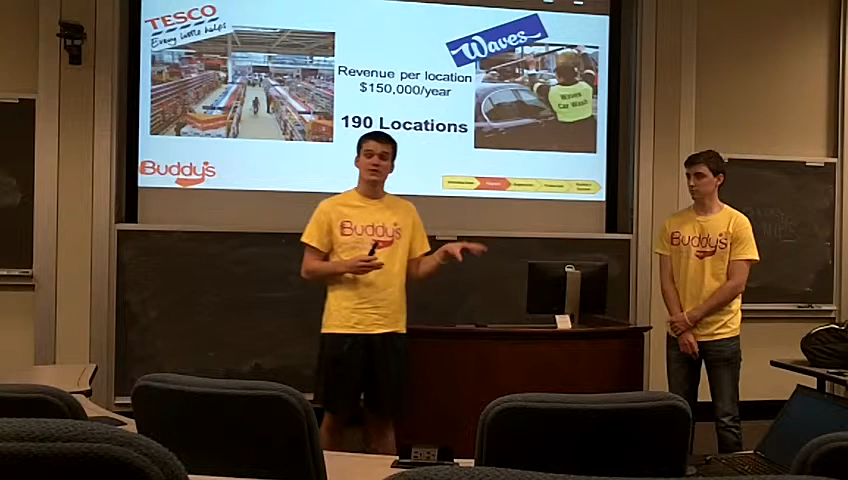 TESCO
Every little helps
Waves
Revenue per location
$150,000/year
190 Locations
Waves
Car Wash
Buddy's
Buddy's
Buddy's